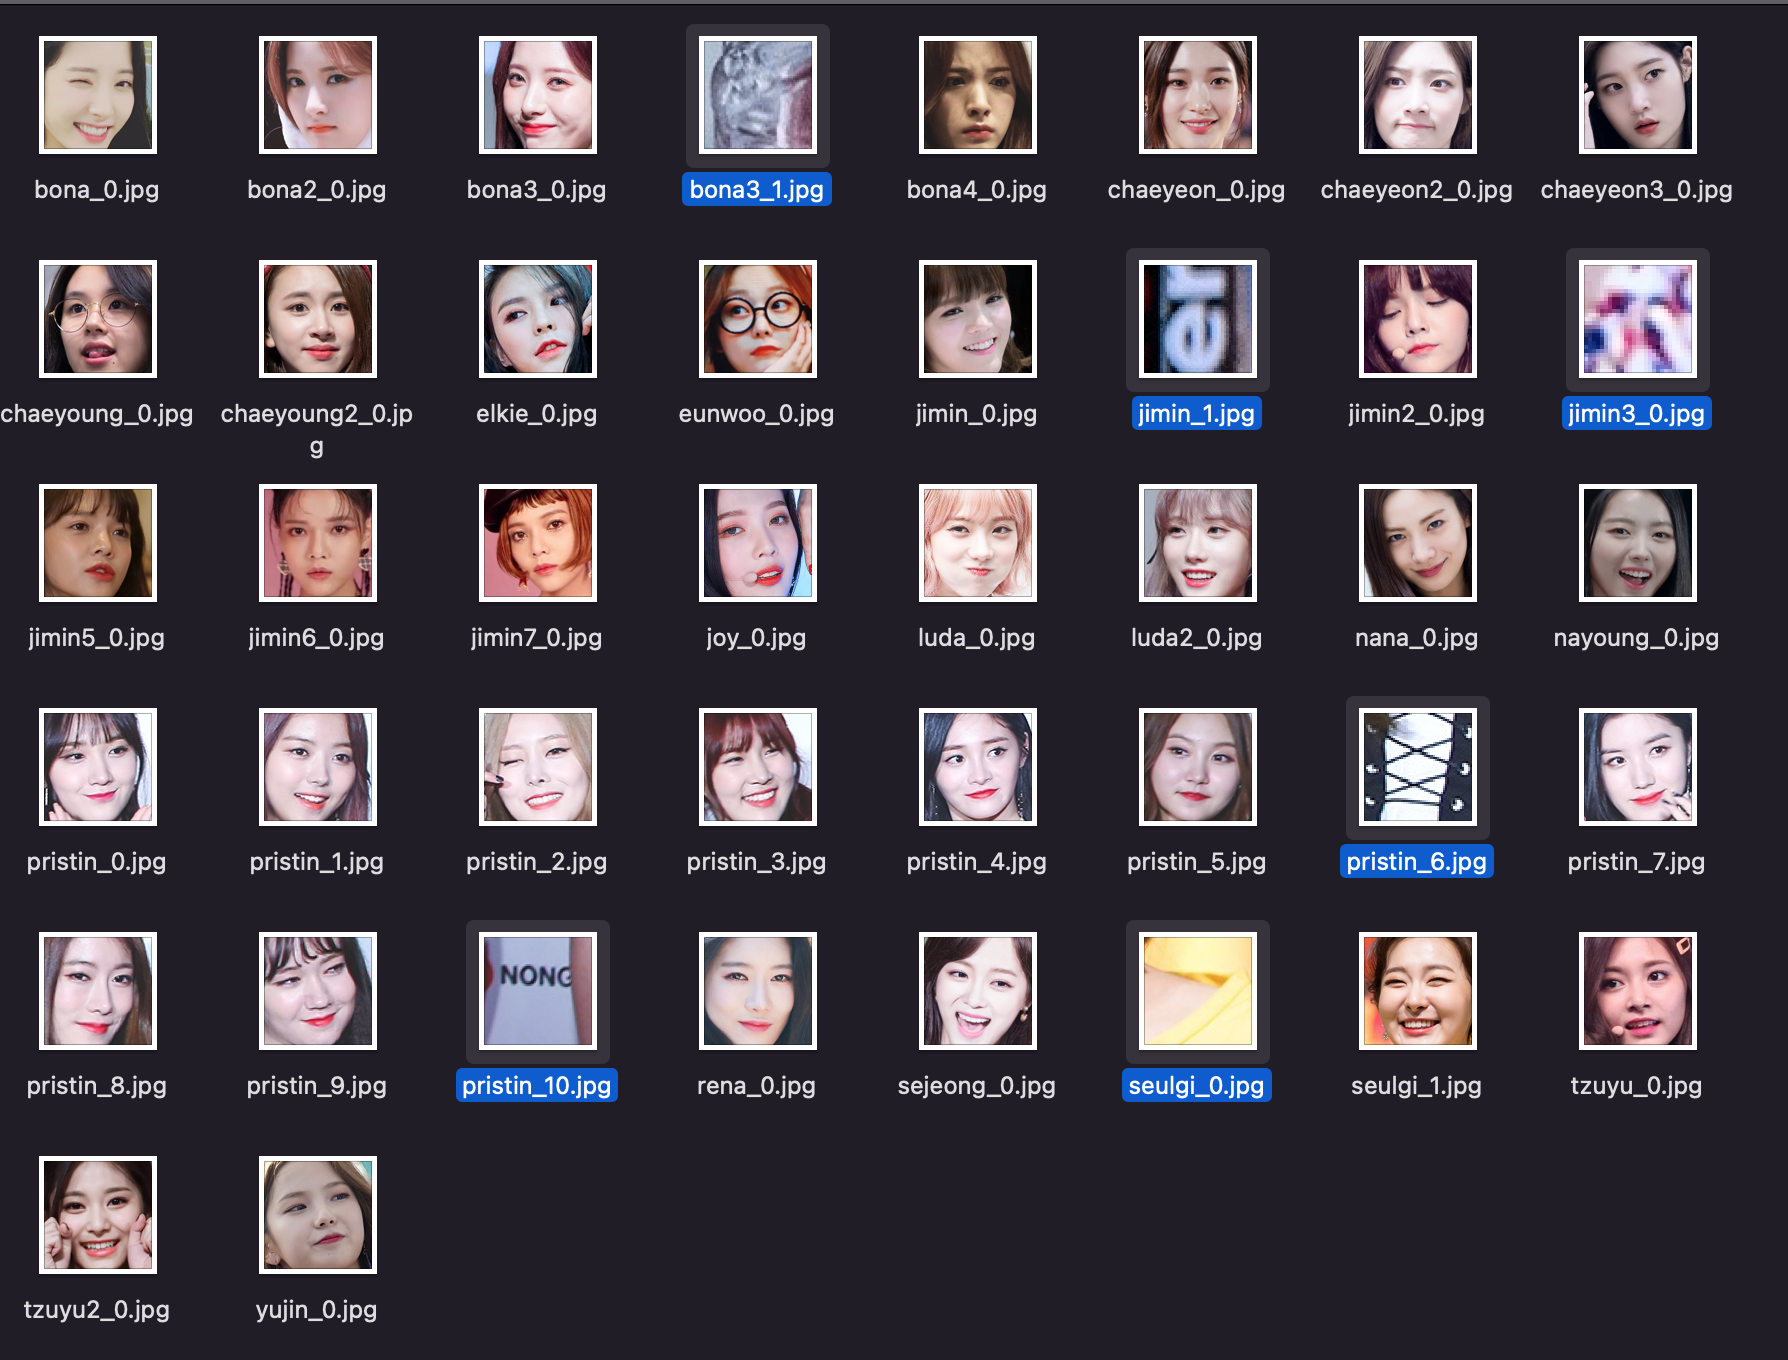 bona_0.jpg
bona2_0.jpg
bona3_0.jpg
bona3_1.jpg
bona4_0.jpg
chaeyeon_0.jpg
chaeyeon2_0.jpg
chaeyeon3_0.jpg
er
chaeyoung_0.jpg
chaeyoung2_0.jp
g
elkie_0.jpg
eunwoo_0.jpg
jimin_0.jpg
jimin_1.jpg
jimin2_0.jpg
jimin3_0.jpg
jimin5_0.jpg
jimin6_0.jpg
jimin7_0.jpg
joy_0.jpg
luda_0.jpg
luda2_0.jpg
nana_0.jpg
nayoung_0.jpg
pristin_0.jpg
pristin_1.jpg
pristin_2.jpg
pristin_3.jpg
pristin_4.jpg
pristin_5.jpg
pristin_6.jpg
pristin_7.jpg
NONG
pristin_8.jpg
pristin_9.jpg
pristin_10.jpg
rena_0.jpg
sejeong_0.jpg
seulgi_0.jpg
seulgi_1.jpg
tzuyu_0.jpg
tzuyu2_0.jpg
yujin_0.jpg